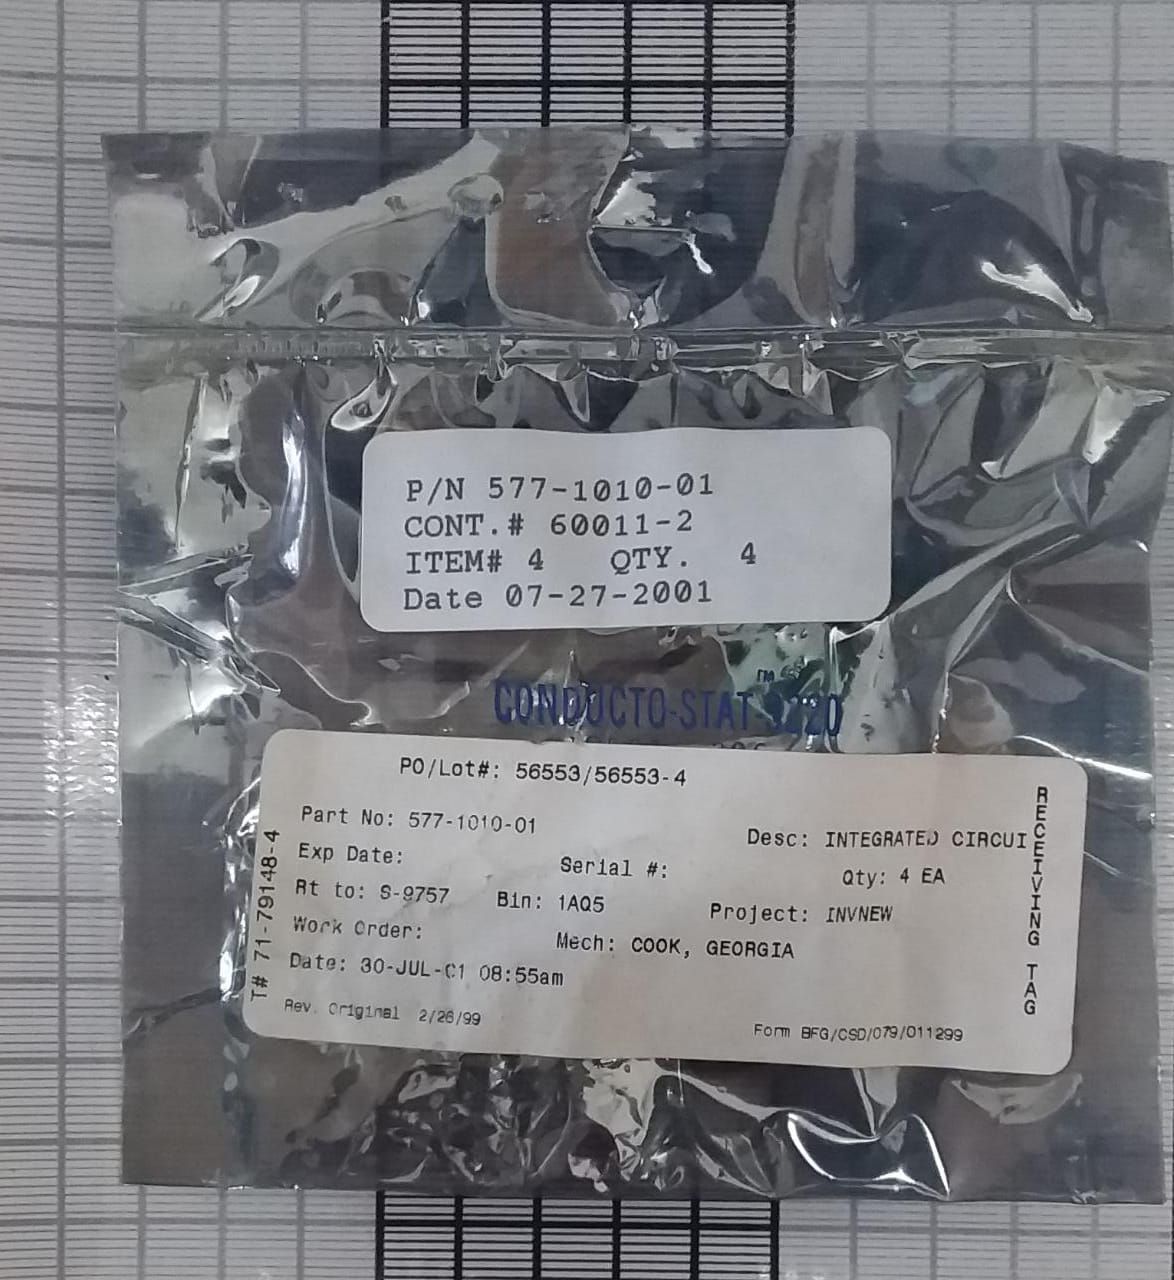 P/N 577-1010-01
CONT.# 60011-2
ITEM# 4 QTY. 4
Date 07-27-2001
CONDUCTO-STAT-3220 ™
PO/Lot#: 56553/56553-4
Part No: 577-1010-01 Desc: INTEGRATED CIRCUI
Exp Date: Serial #: Qty: 4 EA
Rt to: S-9757 Bin: 1AQ5 Project: INVNEW
Work Order: Mech: COOK, GEORGIA
Date: 30-JUL-01 08:55am
Rev. Original 2/26/99 Form BFG/CSD/079/011299
T# 71-79148-4
RECEIVING TAG